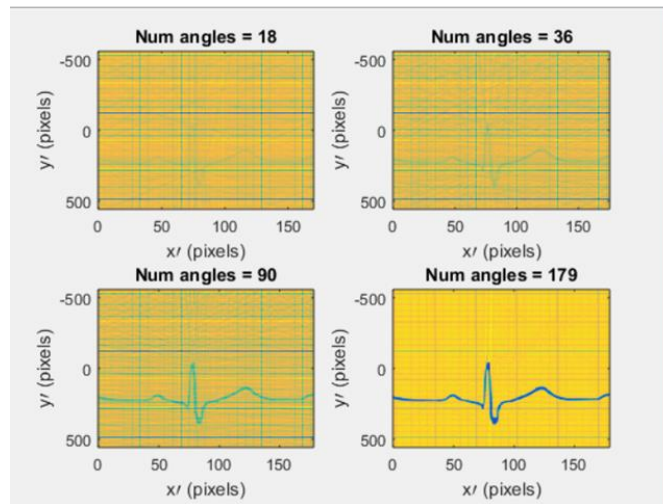 Num angles = 18
-500
0
500
y′ (pixels)
0 50 100 150
x′ (pixels)
Num angles = 36
-500
0
500
y′ (pixels)
0 50 100 150
x′ (pixels)
Num angles = 90
-500
0
500
y′ (pixels)
0 50 100 150
x′ (pixels)
Num angles = 179
-500
0
500
y′ (pixels)
0 50 100 150
x′ (pixels)